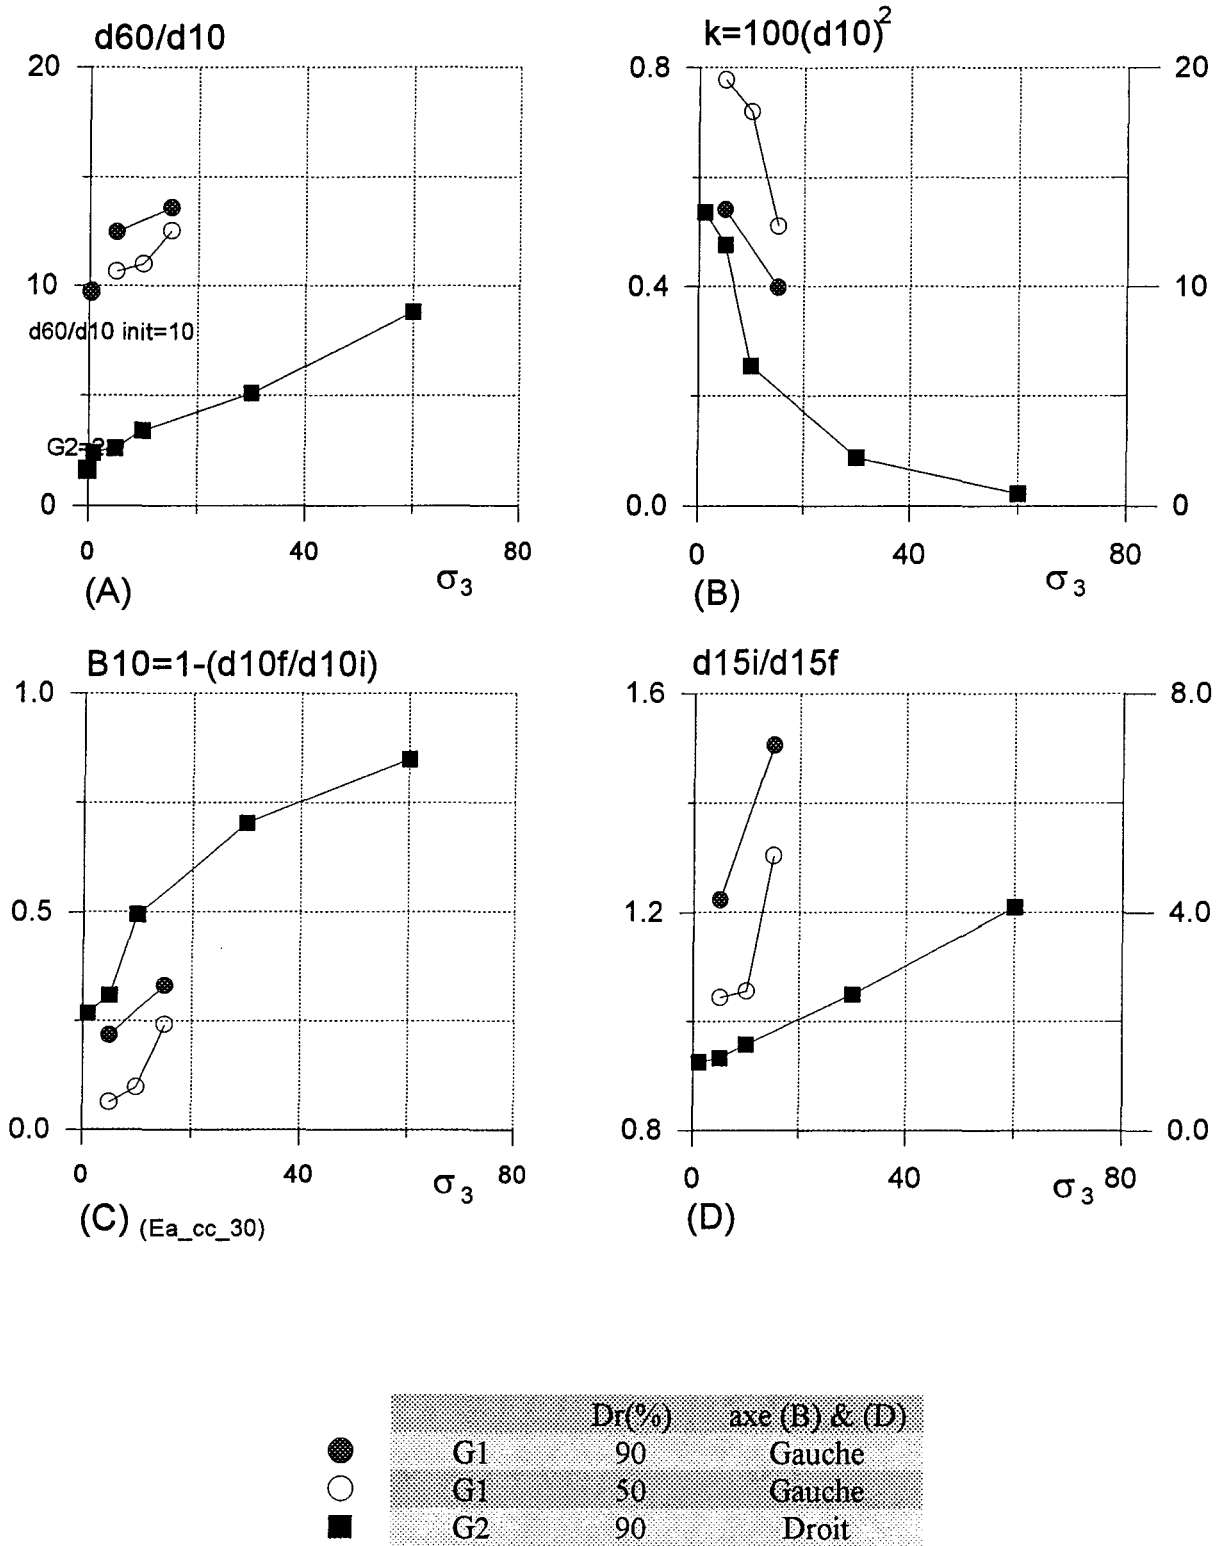 d60/d10
20
10
0
d60/d10 init=10
G2=2
0 40 80
σ3
(A)
k=100(d10)²
0.8
0.4
0.0
20
10
0
0 40 80
σ3
(B)
B10=1-(d10f/d10i)
1.0
0.5
0.0
0 40 80
σ3
(C) (Ea_cc_30)
d15i/d15f
1.6
1.2
0.8
8.0
4.0
0.0
0 40 80
σ3
(D)
Dr(%) axe (B) & (D)
G1 90 Gauche
G1 50 Gauche
G2 90 Droit